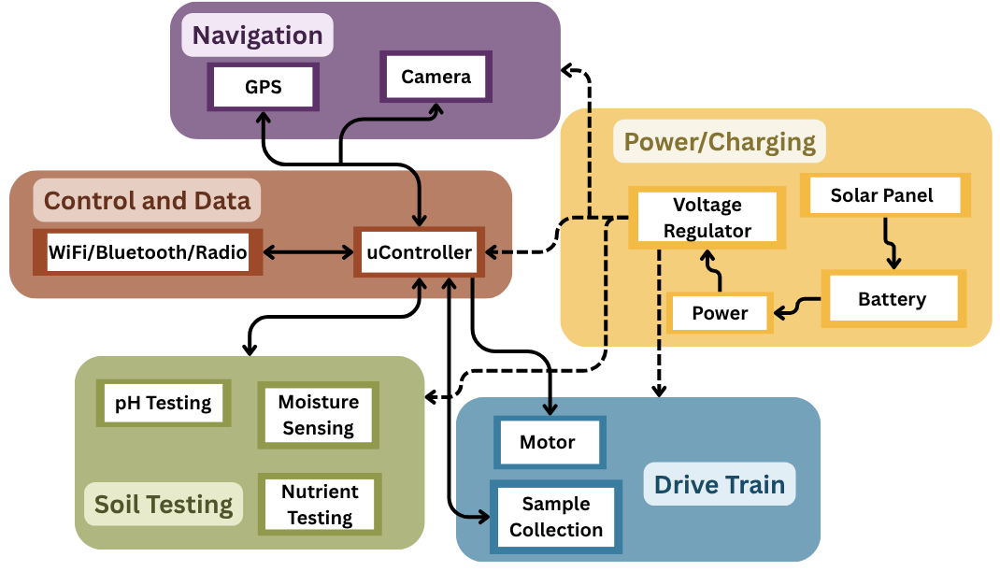 Navigation
GPS
Camera
Power/Charging
Voltage
Regulator
Solar Panel
Battery
Power
Control and Data
WiFi/Bluetooth/Radio
uController
pH Testing
Moisture
Sensing
Nutrient
Testing
Soil Testing
Motor
Drive Train
Sample
Collection